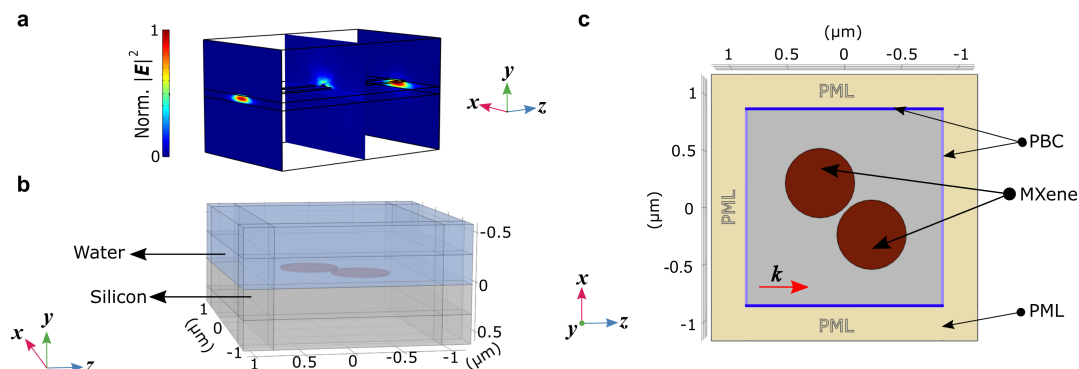 a
1
0
Norm. |E|²
y
x
z
b
Water
Silicon
-0.5
0
0.5
(μm)
1
0
-1
(μm)
1
0.5
0
-0.5
-1
(μm)
y
x
z
c
(μm)
1
0.5
0
-0.5
-1
1
0.5
0
-0.5
-1
(μm)
PML
PML
PML
k
PBC
MXene
PML
x
y
z